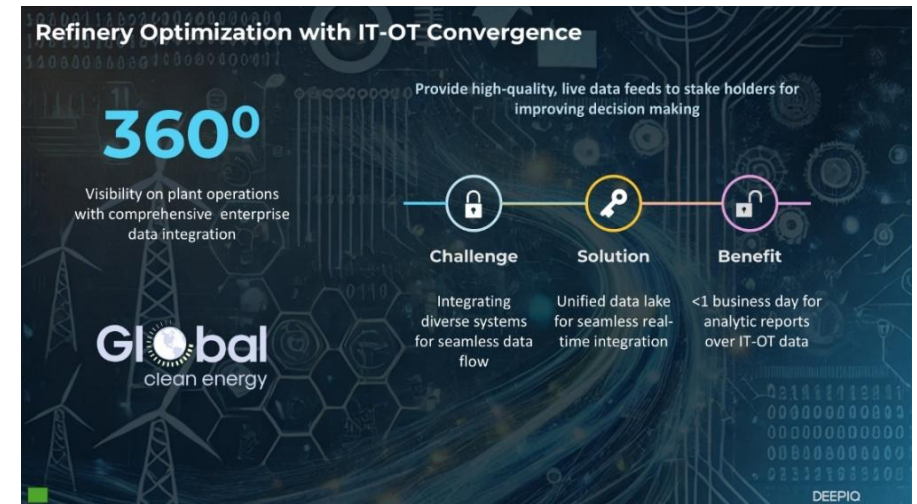 Refinery Optimization with IT-OT Convergence
360⁰
Visibility on plant operations
with comprehensive enterprise
data integration
Global
clean energy
Provide high-quality, live data feeds to stake holders for
improving decision making
Challenge
Integrating
diverse systems
for seamless data
flow
Solution
Unified data lake
for seamless real-
time integration
Benefit
<1 business day for
analytic reports
over IT-OT data
DEEPIQ